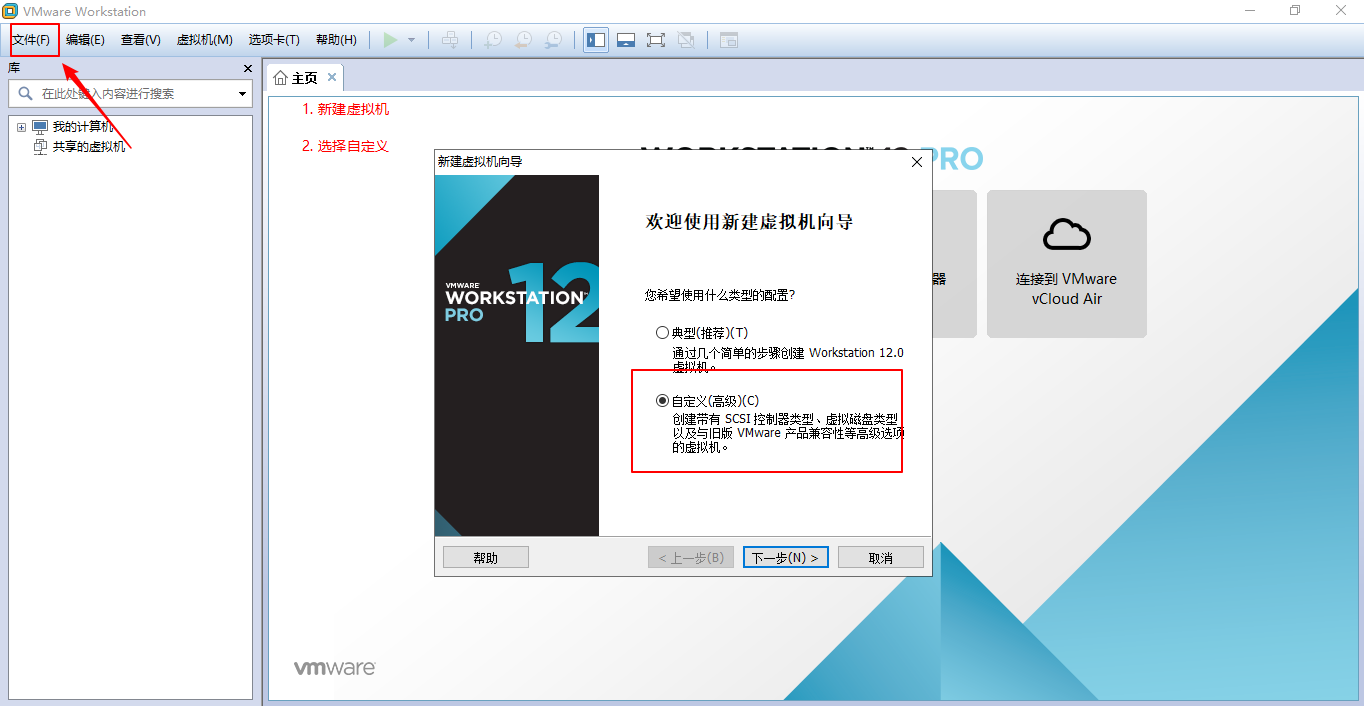 VMware Workstation
文件(F) 编辑(E) 查看(V) 虚拟机(M) 选项卡(T) 帮助(H)
库
在此处键入内容进行搜索
我的计算机
共享的虚拟机
主页
1. 新建虚拟机
2. 选择自定义
PRO
器
连接到 VMware
vCloud Air
新建虚拟机向导
VMWARE
WORKSTATION™
PRO
12
欢迎使用新建虚拟机向导
您希望使用什么类型的配置?
典型(推荐)(T)
通过几个简单的步骤创建 Workstation 12.0
虚拟机。
自定义(高级)(C)
创建带有 SCSI 控制器类型、虚拟磁盘类型
以及与旧版 VMware 产品兼容性等高级选项
的虚拟机。
帮助
< 上一步(B)
下一步(N) >
取消
vmware